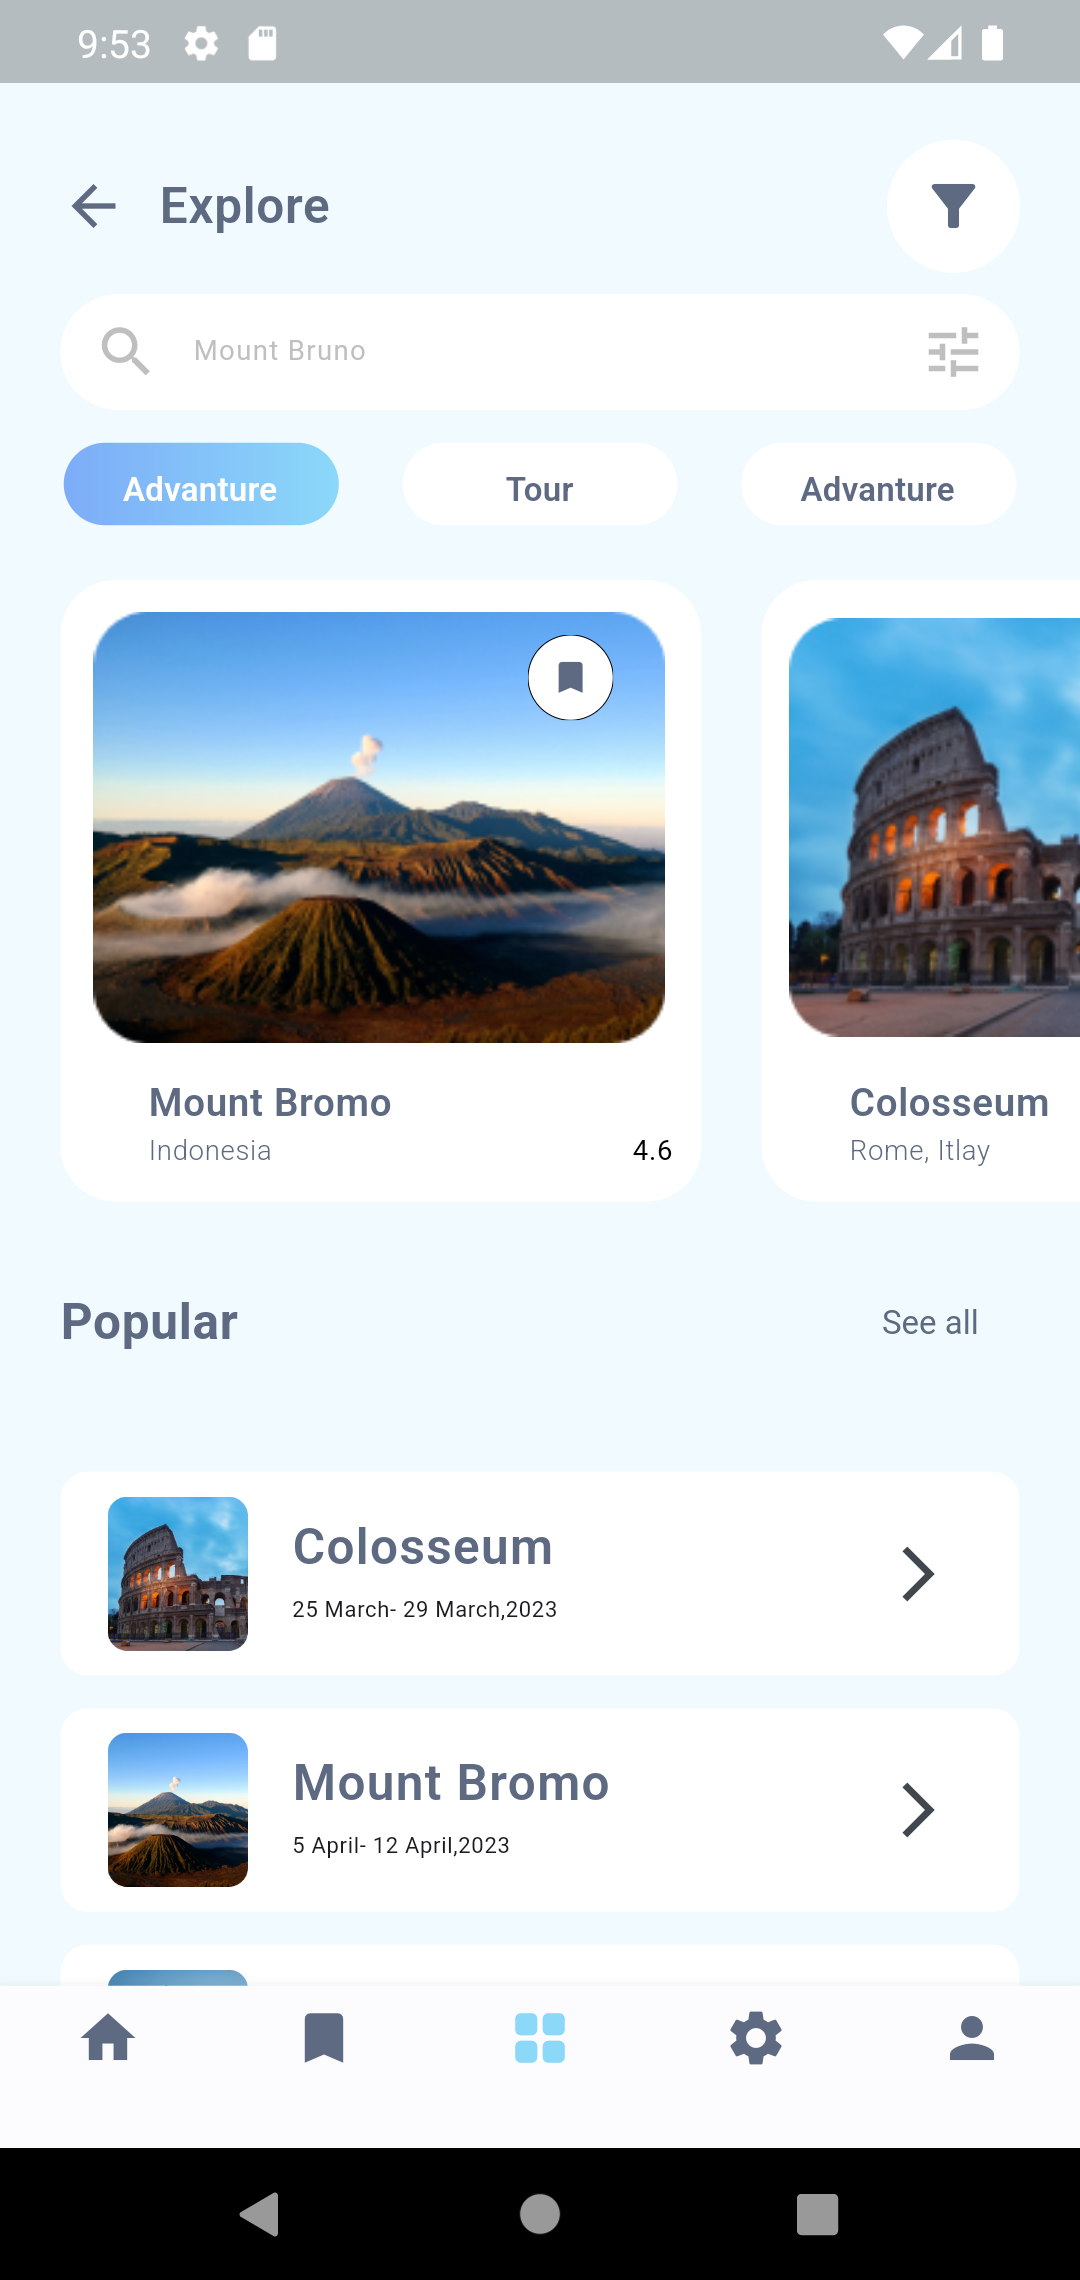 9:53
Explore
Mount Bruno
Advanture
Tour
Advanture
Mount Bromo
Indonesia
4.6
Colosseum
Rome, Itlay
Popular
See all
Colosseum
25 March- 29 March,2023
Mount Bromo
5 April- 12 April,2023